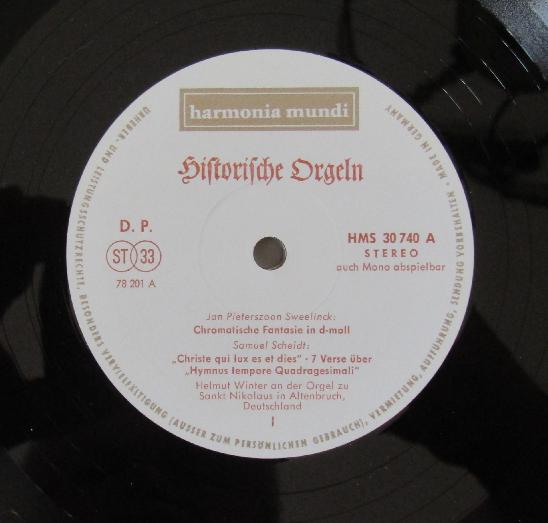 harmonia mundi
Historische Orgeln
D. P.
ST 33
78 201 A
HMS 30 740 A
STEREO
auch Mono abspielbar
Jan Pieterszoon Sweelinck:
Chromatische Fantasie in d-moll
Samuel Scheidt:
„Christe qui lux es et dies“ - 7 Verse über
„Hymnus tempore Quadragesimali“
Helmut Winter an der Orgel zu
Sankt Nikolaus in Altenbruch,
Deutschland
I
URHEBER- UND LEISTUNGSSCHUTZRECHTE, BESONDERS VERVIELFÄLTIGUNG (AUSSER ZUM PERSÖNLICHEN GEBRAUCH), VERMIETUNG, AUFFÜHRUNG, SENDUNG VORBEHALTEN · MADE IN GERMANY